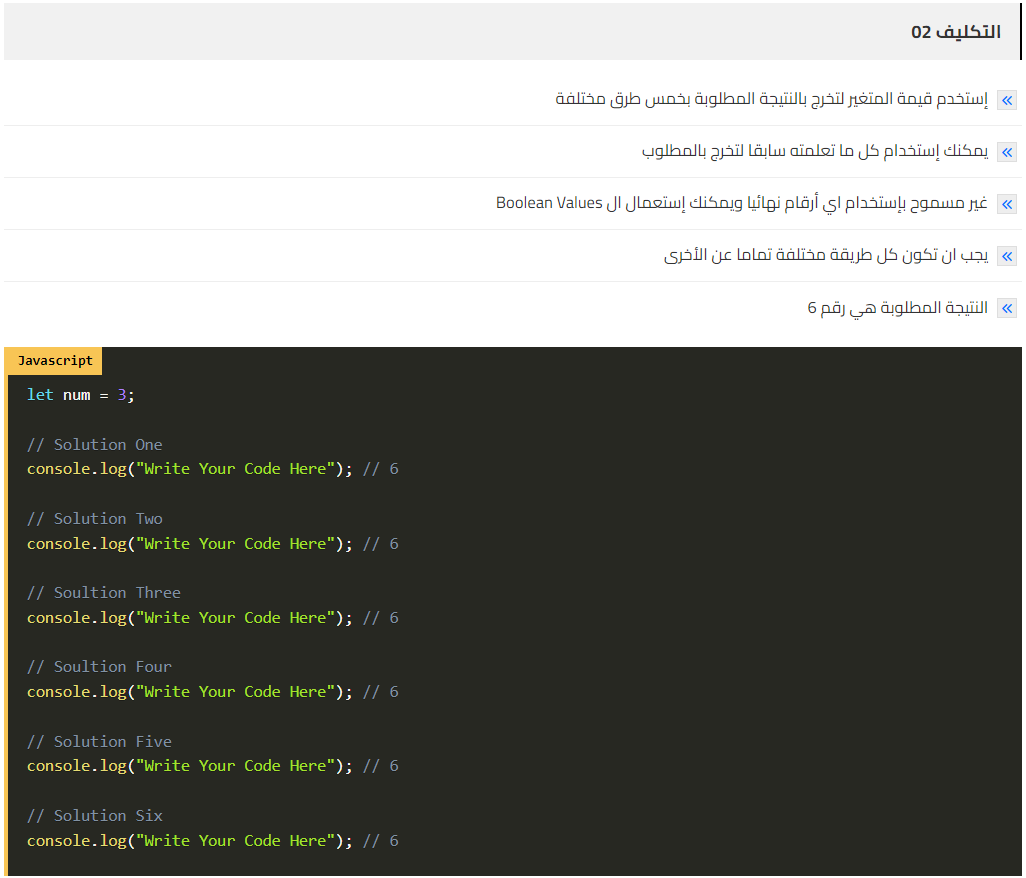 التكليف 02
إستخدم قيمة المتغير لتخرج بالنتيجة المطلوبة بخمس طرق مختلفة
يمكنك إستخدام كل ما تعلمته سابقا لتخرج بالمطلوب
غير مسموح بإستخدام اي أرقام نهائيا ويمكنك إستعمال ال Boolean Values
يجب ان تكون كل طريقة مختلفة تماما عن الأخرى
النتيجة المطلوبة هي رقم 6
Javascript
let num = 3;
// Solution One
console.log("Write Your Code Here"); // 6
// Solution Two
console.log("Write Your Code Here"); // 6
// Soultion Three
console.log("Write Your Code Here"); // 6
// Soultion Four
console.log("Write Your Code Here"); // 6
// Solution Five
console.log("Write Your Code Here"); // 6
// Solution Six
console.log("Write Your Code Here"); // 6